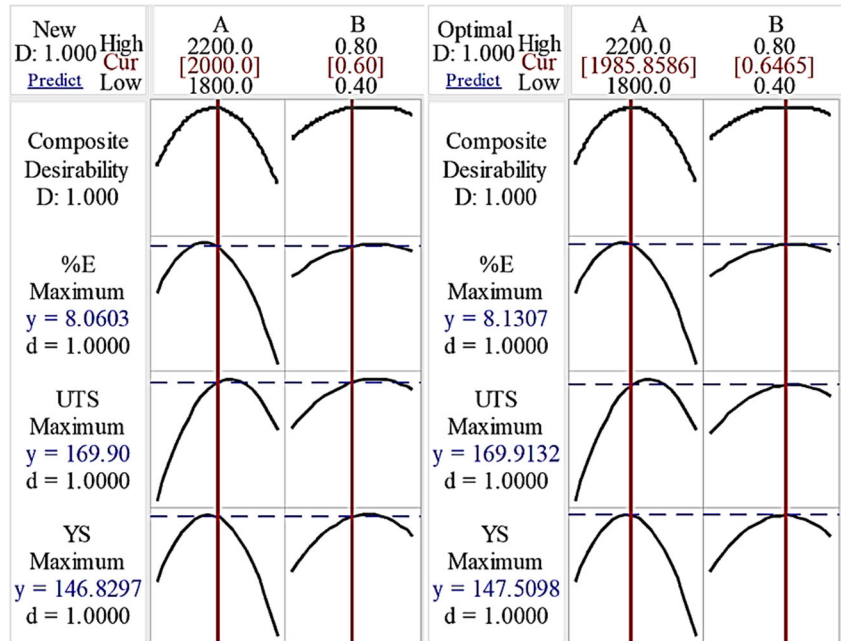 New
D: 1.000
Predict
High
Cur
Low
A
2200.0
[2000.0]
1800.0
B
0.80
[0.60]
0.40
Composite
Desirability
D: 1.000
%E
Maximum
y = 8.0603
d = 1.0000
UTS
Maximum
y = 169.90
d = 1.0000
YS
Maximum
y = 146.8297
d = 1.0000
Optimal
D: 1.000
Predict
High
Cur
Low
A
2200.0
[1985.8586]
1800.0
B
0.80
[0.6465]
0.40
Composite
Desirability
D: 1.000
%E
Maximum
y = 8.1307
d = 1.0000
UTS
Maximum
y = 169.9132
d = 1.0000
YS
Maximum
y = 147.5098
d = 1.0000